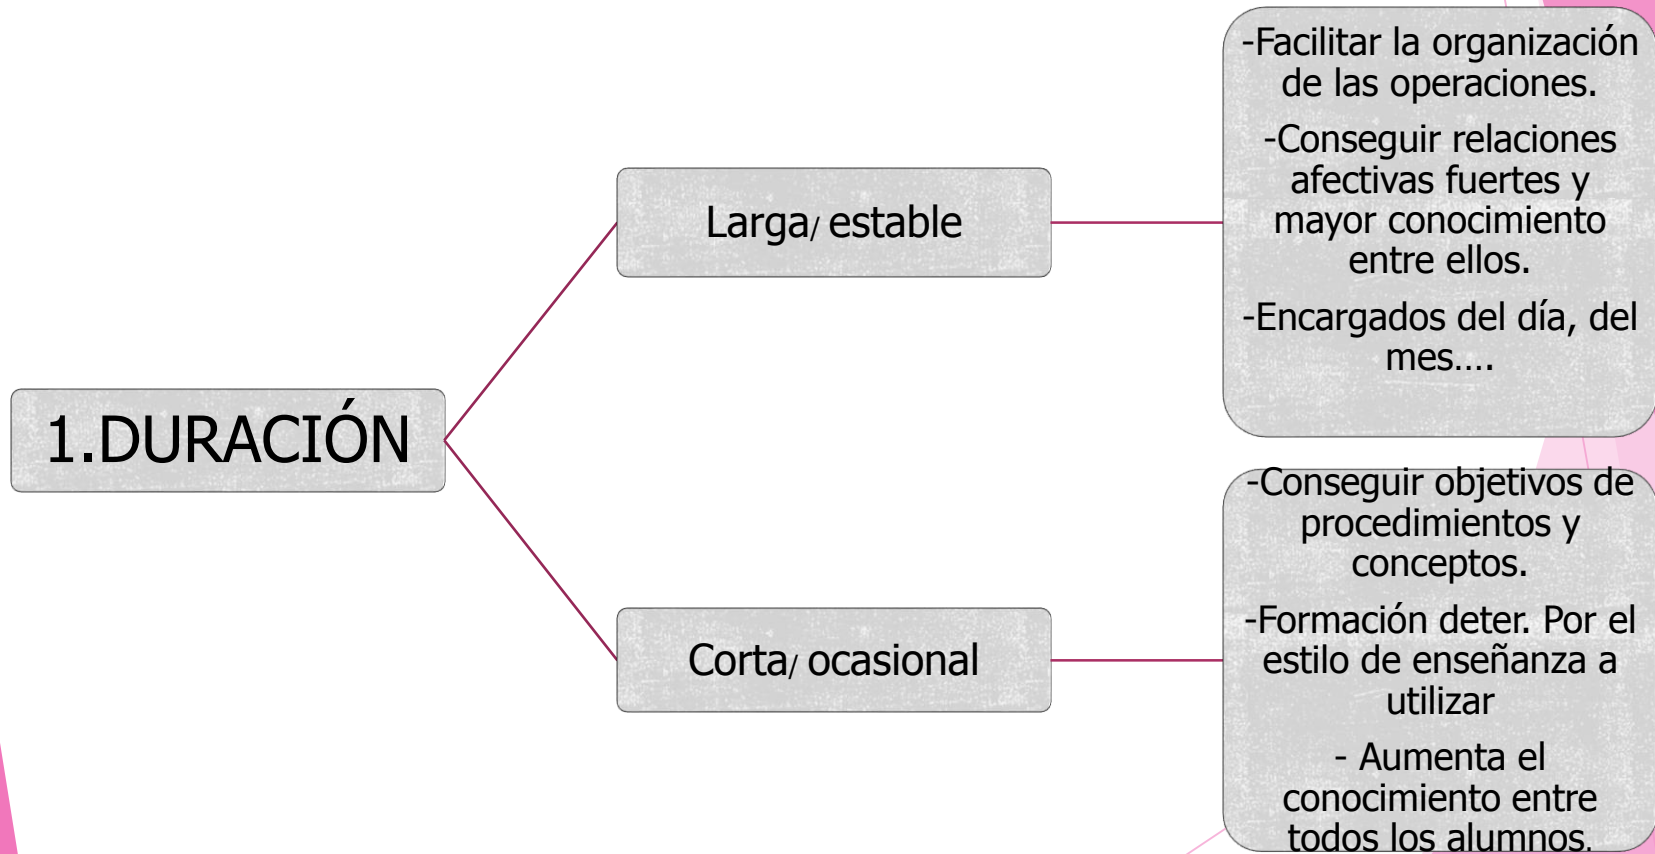 1.DURACIÓN
Larga/ estable
-Facilitar la organización
de las operaciones.
-Conseguir relaciones
afectivas fuertes y
mayor conocimiento
entre ellos.
-Encargados del día, del
mes….
Corta/ ocasional
-Conseguir objetivos de
procedimientos y
conceptos.
-Formación deter. Por el
estilo de enseñanza a
utilizar
- Aumenta el
conocimiento entre
todos los alumnos.